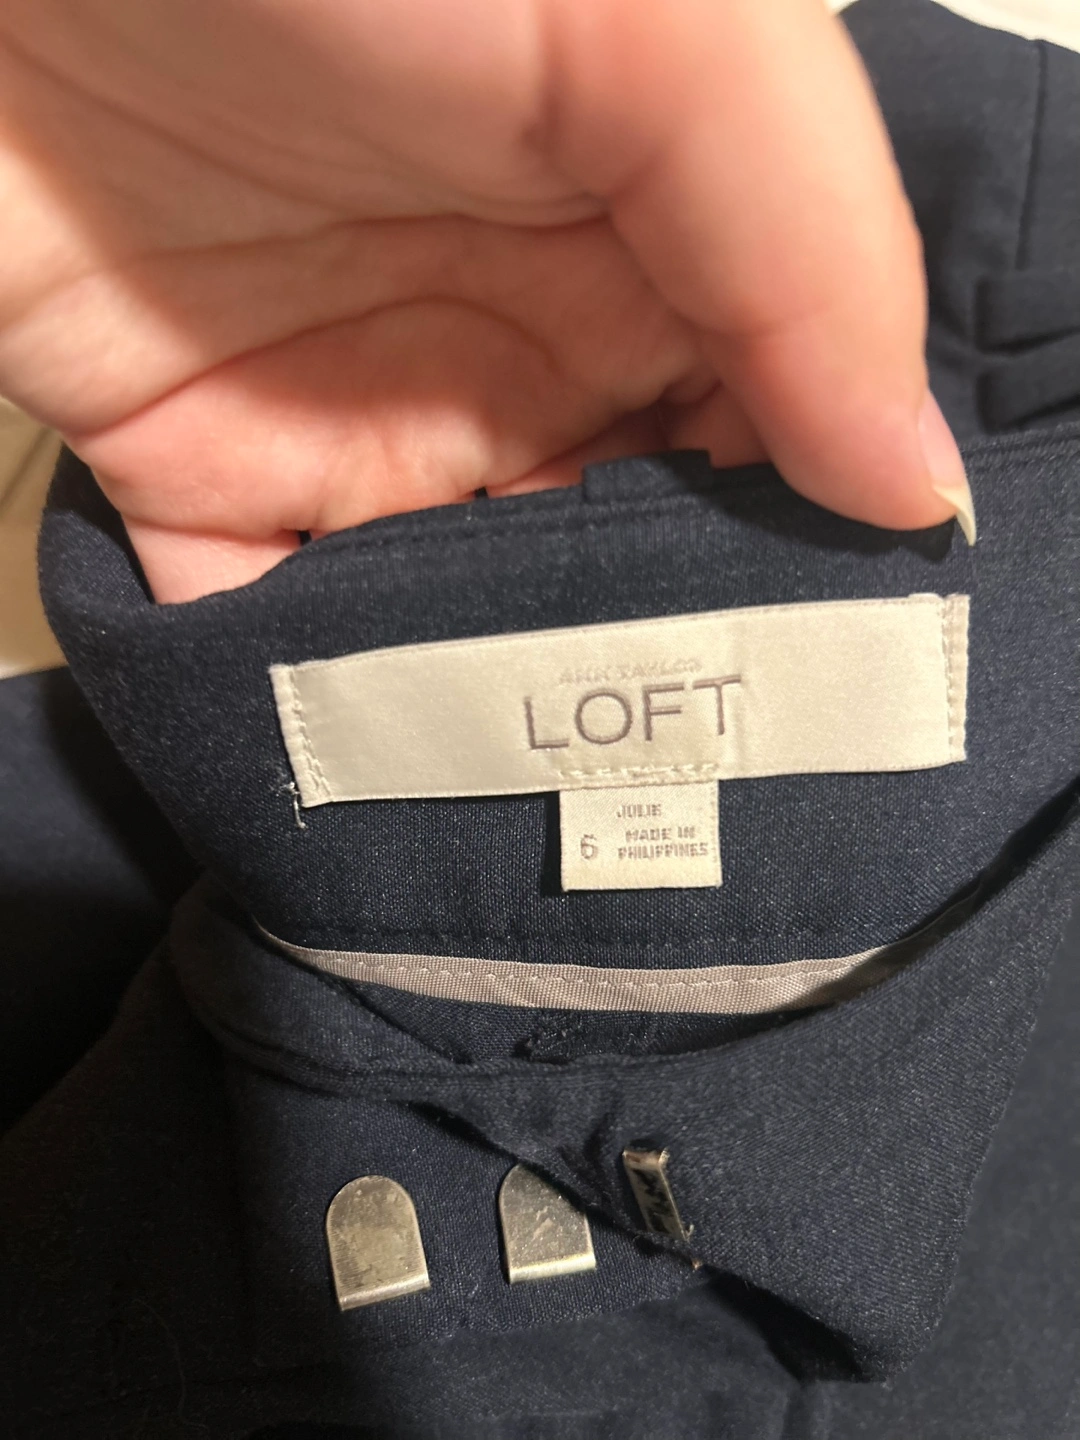 ANN TAYLOR
LOFT
JULIE
6 MADE IN
PHILIPPINES